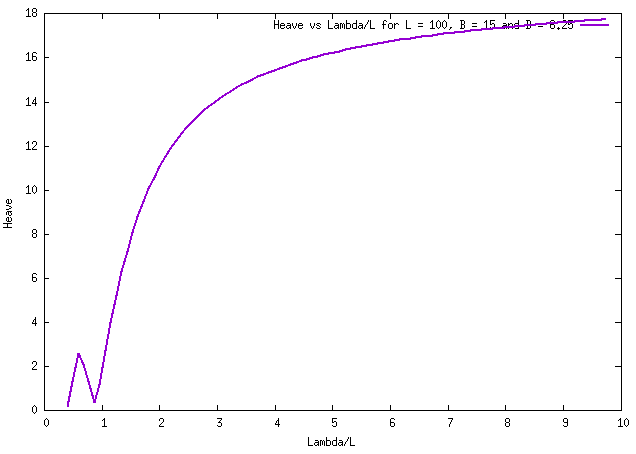 Heave vs Lambda/L for L = 100, B = 15 and D = 6.25
18
16
14
12
10
8
6
4
2
0
Heave
0 1 2 3 4 5 6 7 8 9 10
Lambda/L